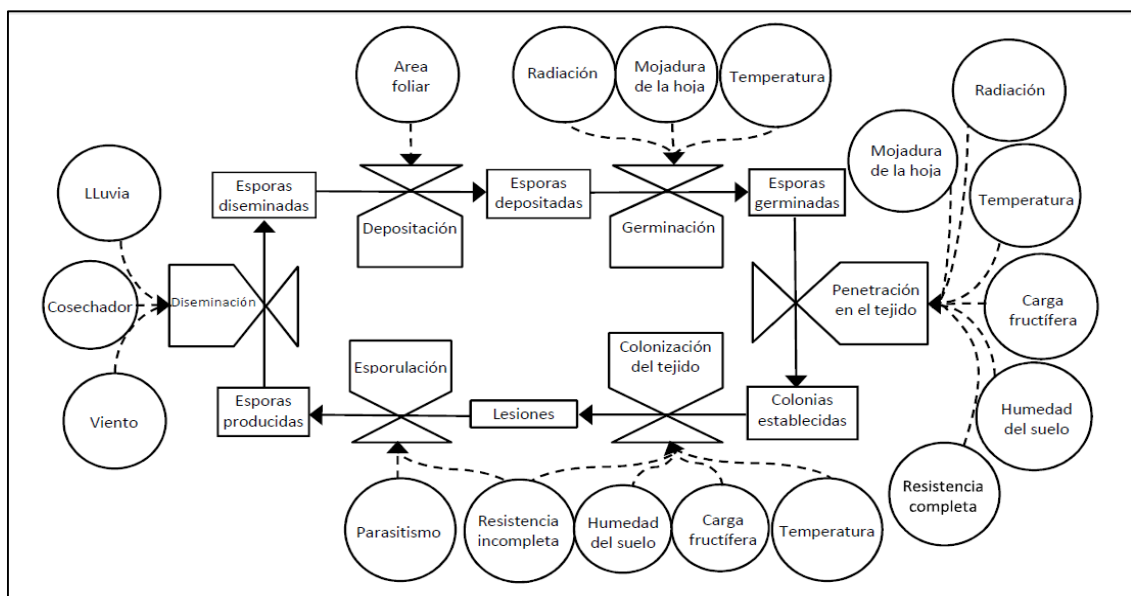 Area
foliar
Radiación
Mojadura
de la hoja
Temperatura
Radiación
Mojadura
de la hoja
Temperatura
LLuvia
Esporas
diseminadas
Depositación
Esporas
depositadas
Germinación
Esporas
germinadas
Cosechador
Diseminación
Penetración
en el tejido
Carga
fructífera
Viento
Esporas
producidas
Esporulación
Lesiones
Colonización
del tejido
Colonias
establecidas
Humedad
del suelo
Resistencia
completa
Parasitismo
Resistencia
incompleta
Humedad
del suelo
Carga
fructífera
Temperatura